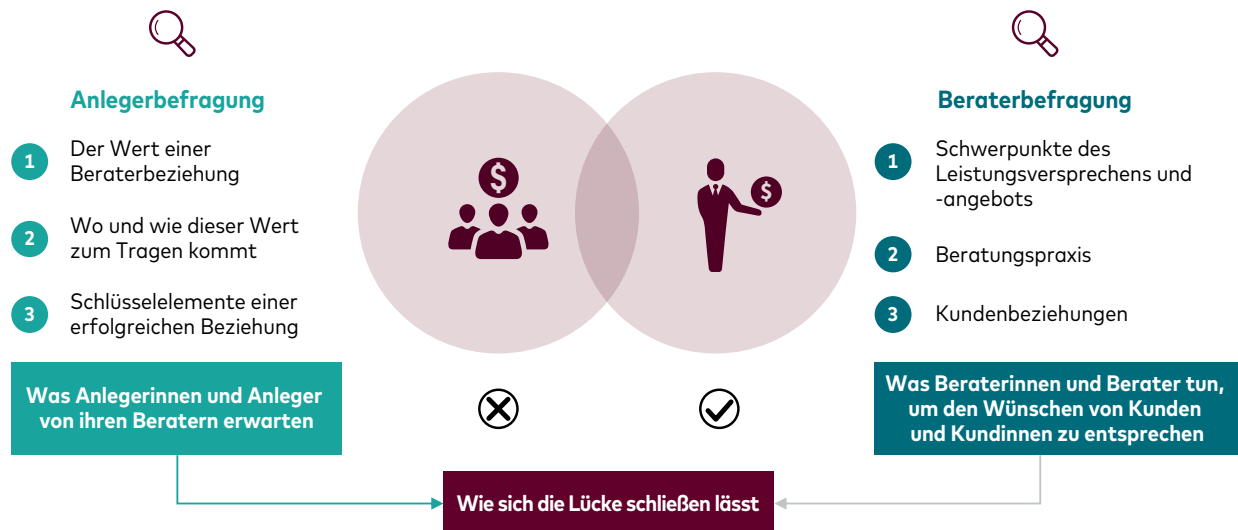 Anlegerbefragung
1
Der Wert einer
Beraterbeziehung
2
Wo und wie dieser Wert
zum Tragen kommt
3
Schlüsselelemente einer
erfolgreichen Beziehung
Was Anlegerinnen und Anleger
von ihren Beratern erwarten
$
$
Beraterbefragung
1
Schwerpunkte des
Leistungsversprechens und
-angebots
2
Beratungspraxis
3
Kundenbeziehungen
Was Beraterinnen und Berater tun,
um den Wünschen von Kunden
und Kundinnen zu entsprechen
Wie sich die Lücke schließen lässt